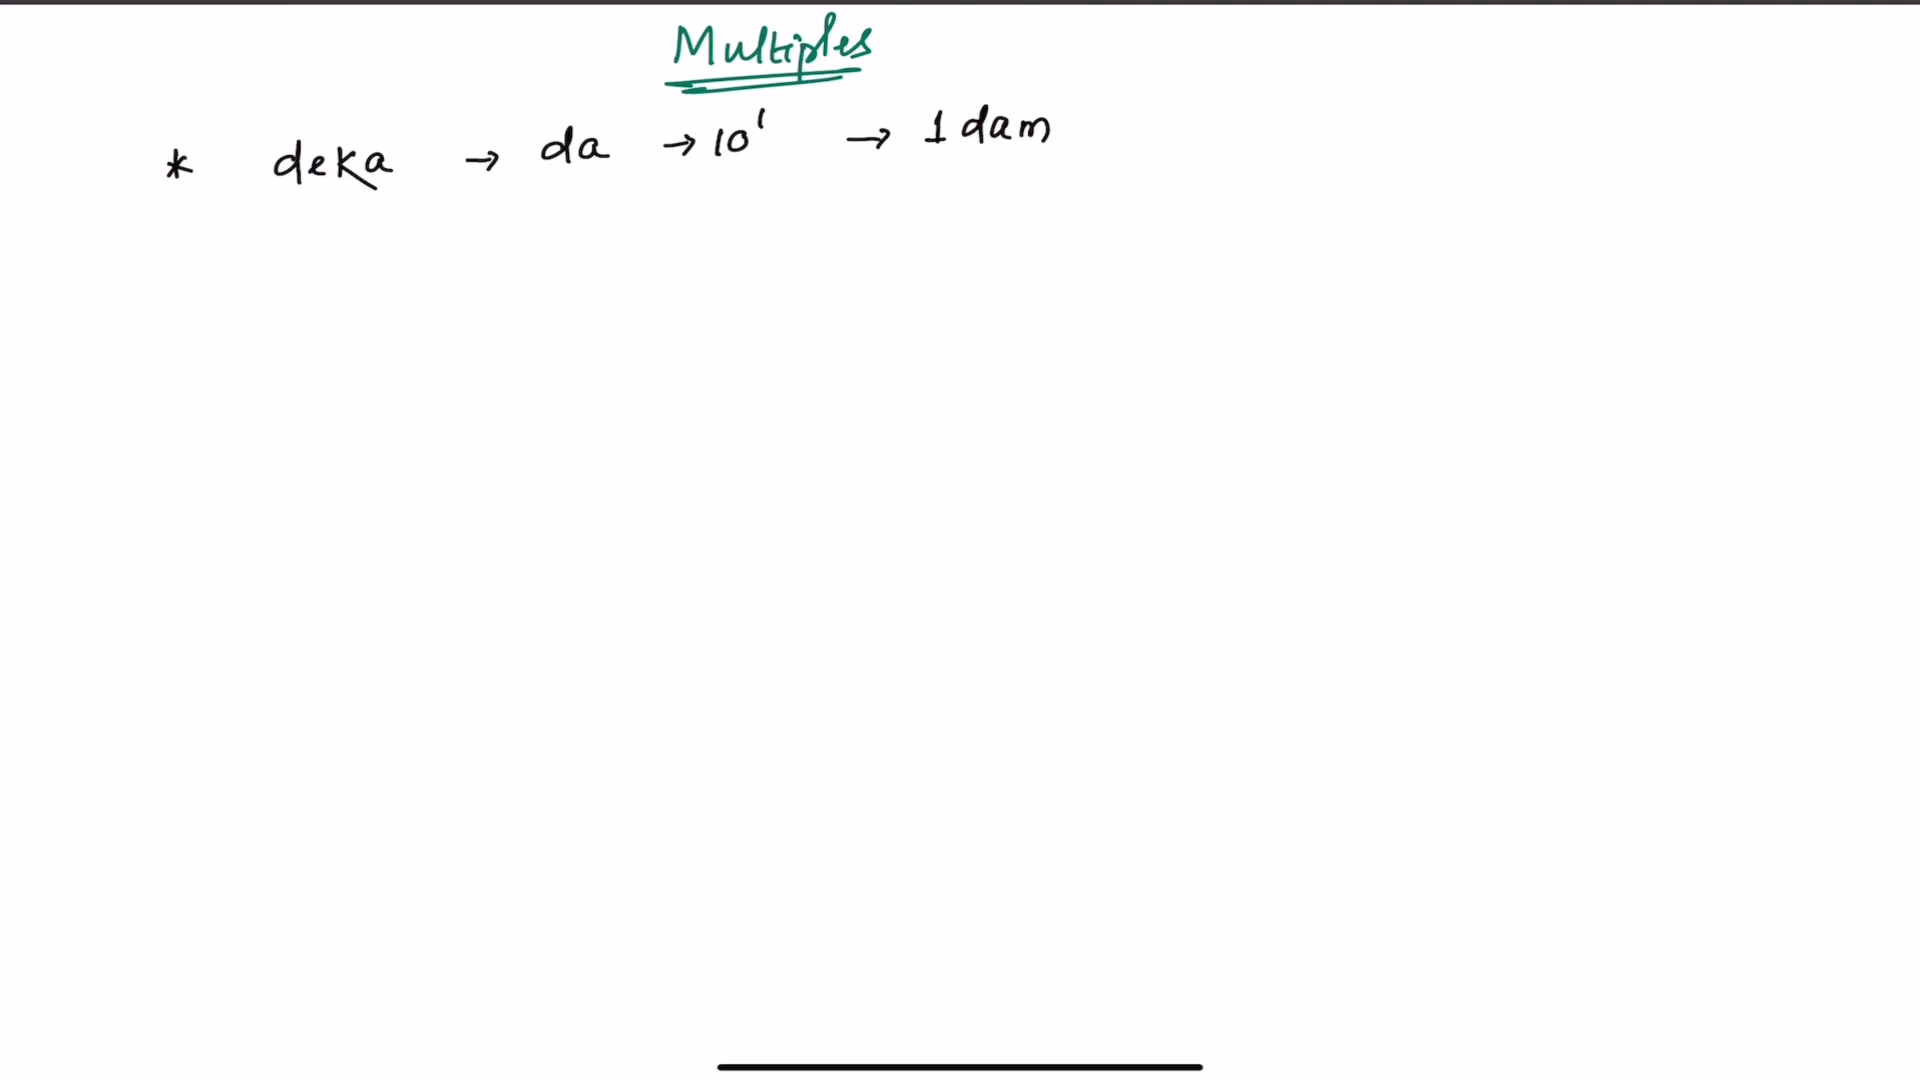 Multiples
* deka → da → 10¹ → 1 dam